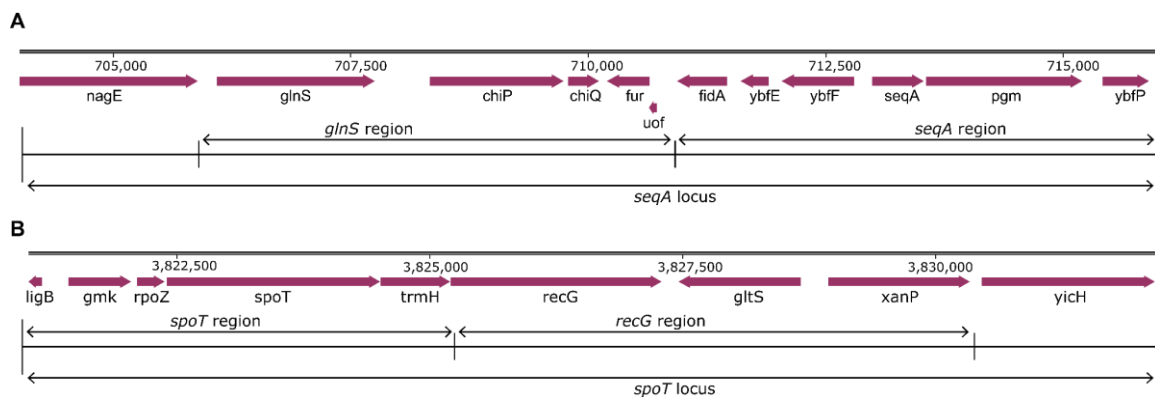 A
705,000 707,500 710,000 712,500 715,000
nagE glnS chiP chiQ fur fidA ybfE ybfF seqA pgm ybfP
uof
glnS region seqA region
seqA locus
B
3,822,500 3,825,000 3,827,500 3,830,000
ligB gmk rpoZ spoT trmH recG gltS xanP yicH
spoT region recG region
spoT locus